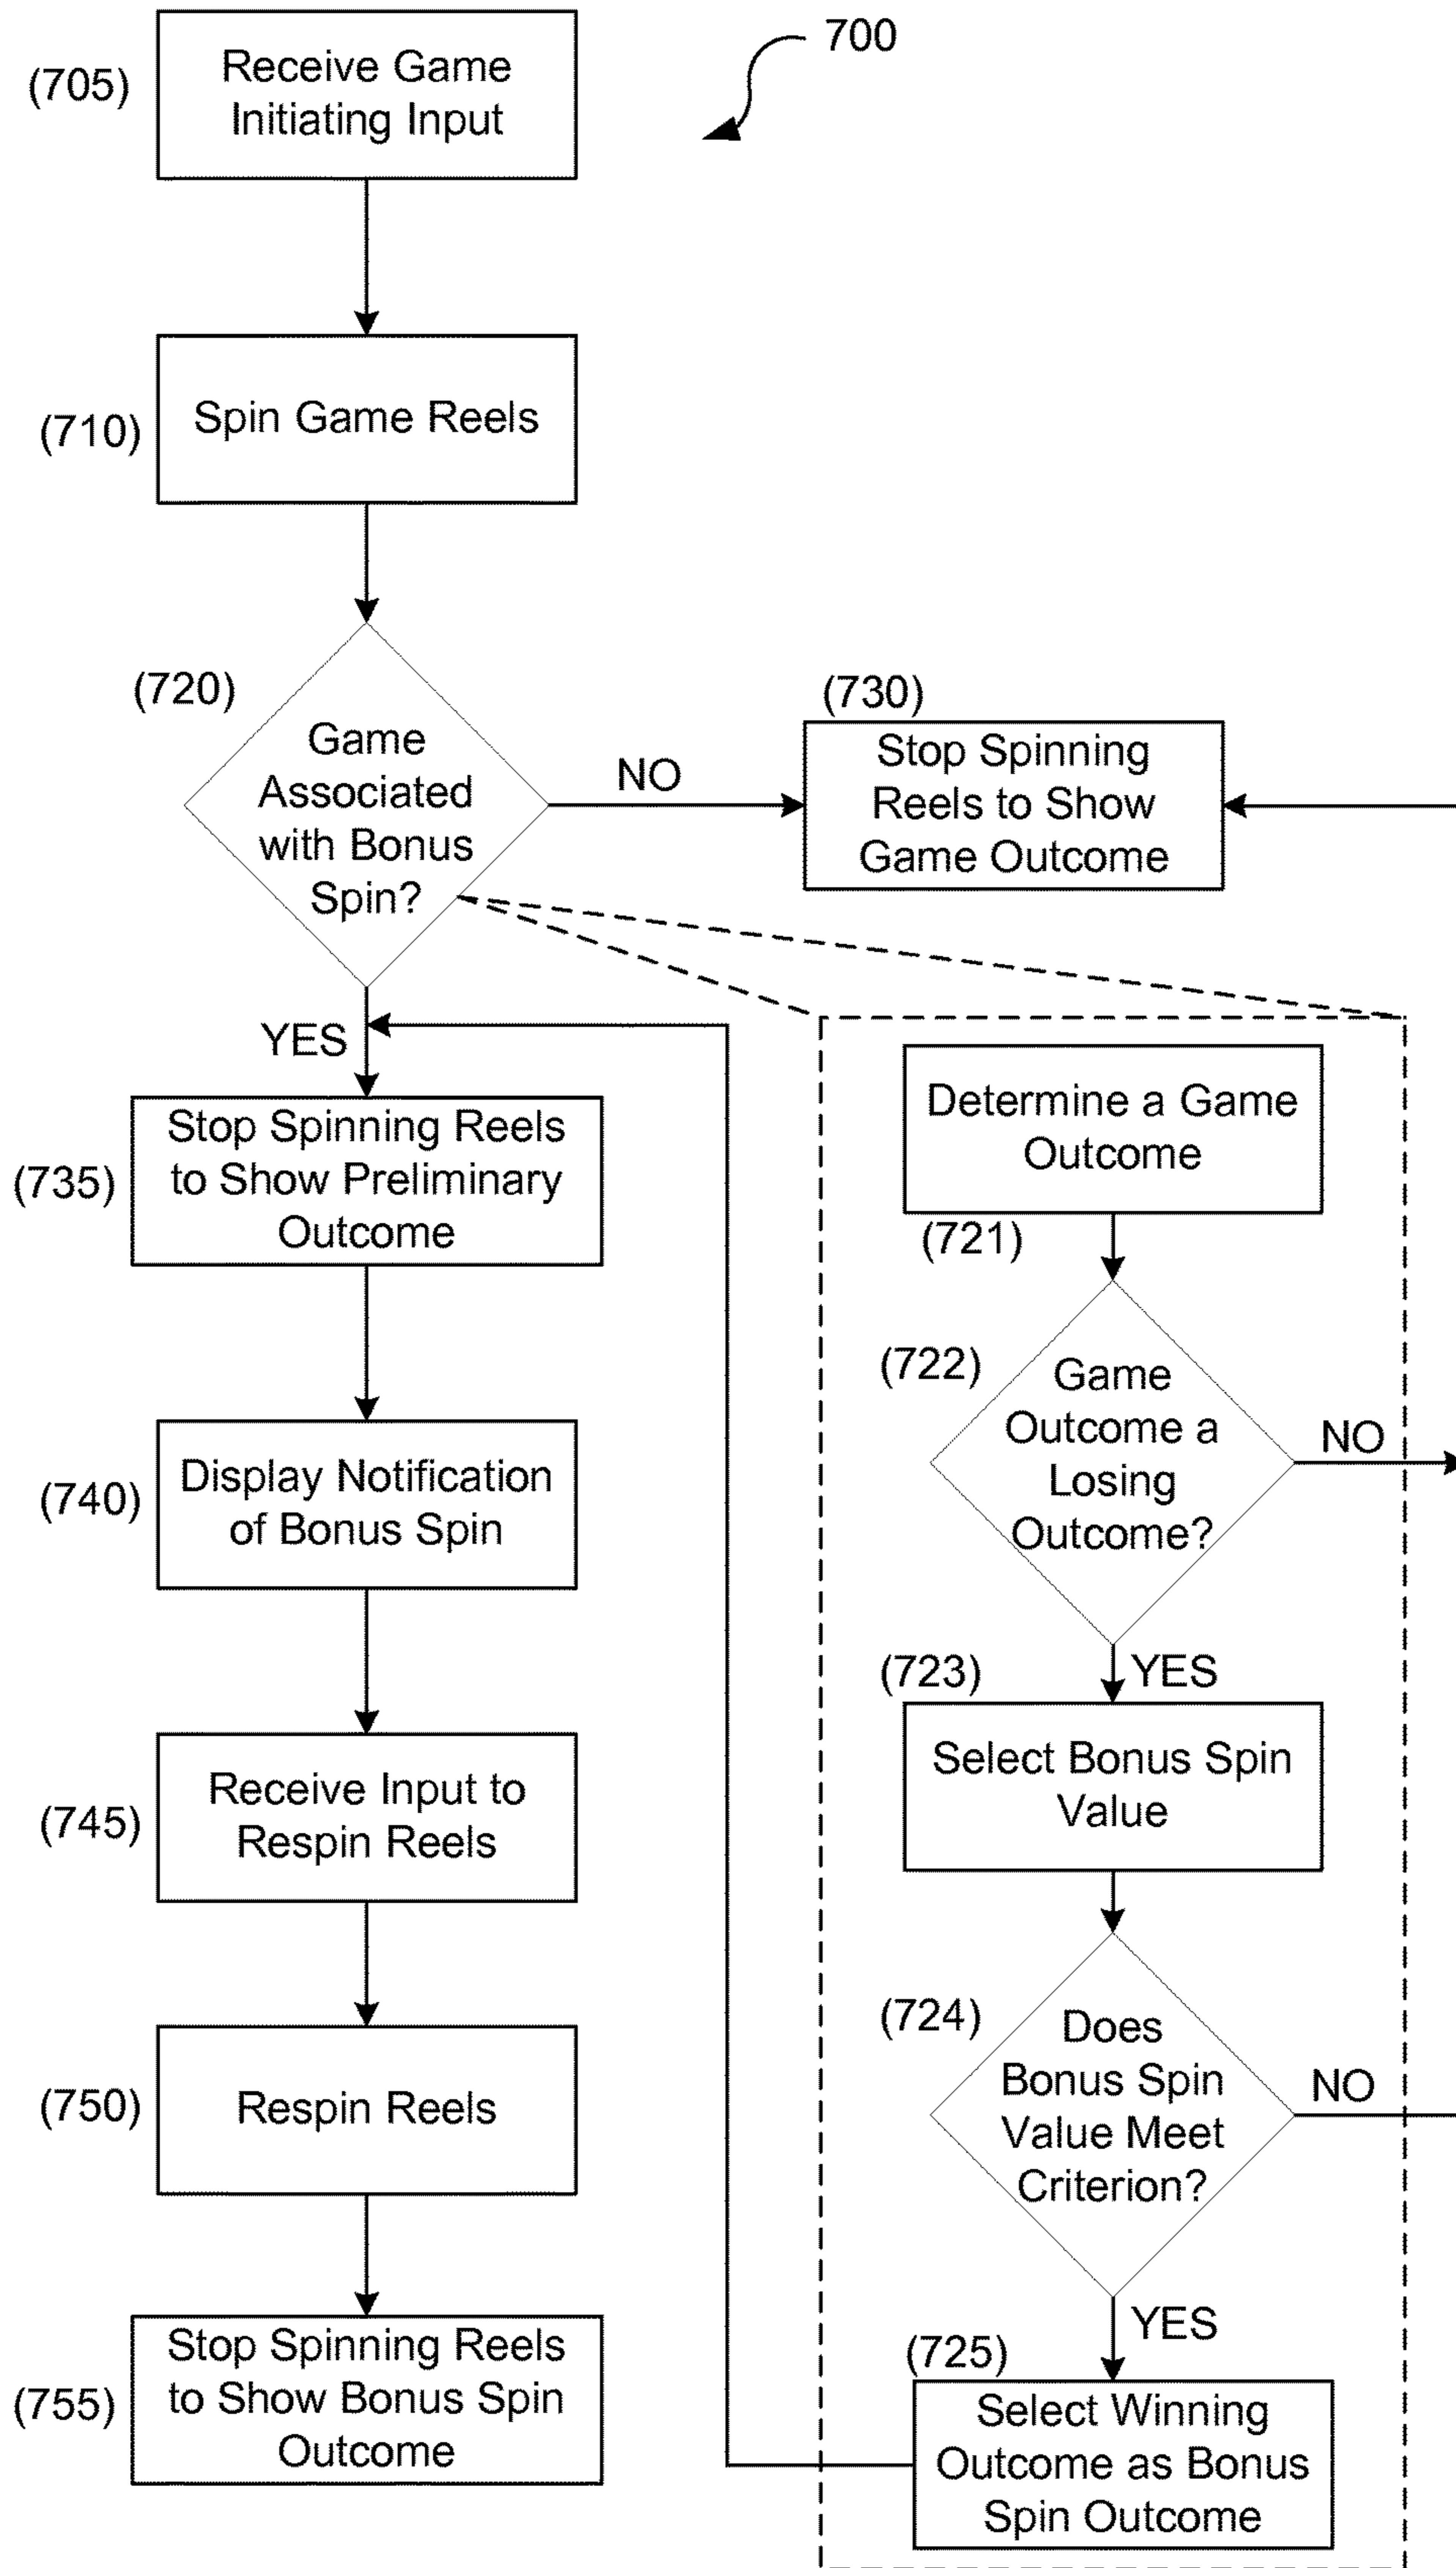 700
(705)
Receive Game
Initiating Input
(710)
Spin Game Reels
(720)
Game
Associated
with Bonus
Spin?
NO
(730)
Stop Spinning
Reels to Show
Game Outcome
YES
(735)
Stop Spinning Reels
to Show Preliminary
Outcome
(740)
Display Notification
of Bonus Spin
(745)
Receive Input to
Respin Reels
(750)
Respin Reels
(755)
Stop Spinning Reels
to Show Bonus Spin
Outcome
Determine a Game
Outcome
(721)
(722)
Game
Outcome a
Losing
Outcome?
NO
YES
(723)
Select Bonus Spin
Value
(724)
Does
Bonus Spin
Value Meet
Criterion?
NO
YES
(725)
Select Winning
Outcome as Bonus
Spin Outcome